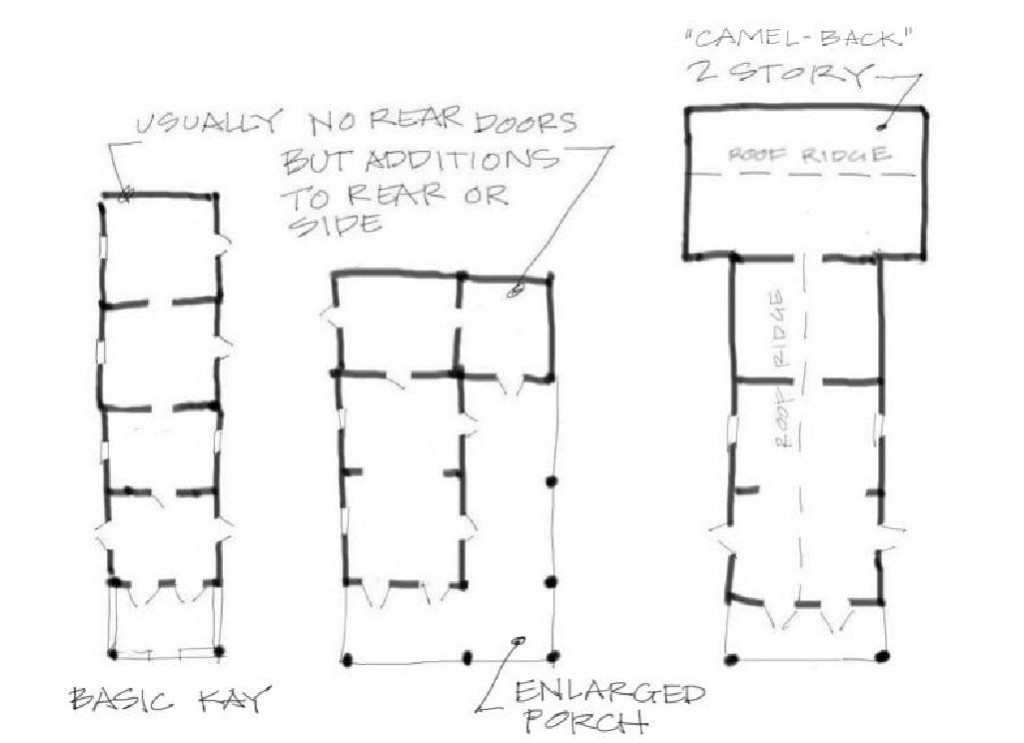 "CAMEL-BACK"
2 STORY
USUALLY NO REAR DOORS
BUT ADDITIONS
TO REAR OR
SIDE
ROOF RIDGE
ROOF RIDGE
BASIC KAY
ENLARGED
PORCH